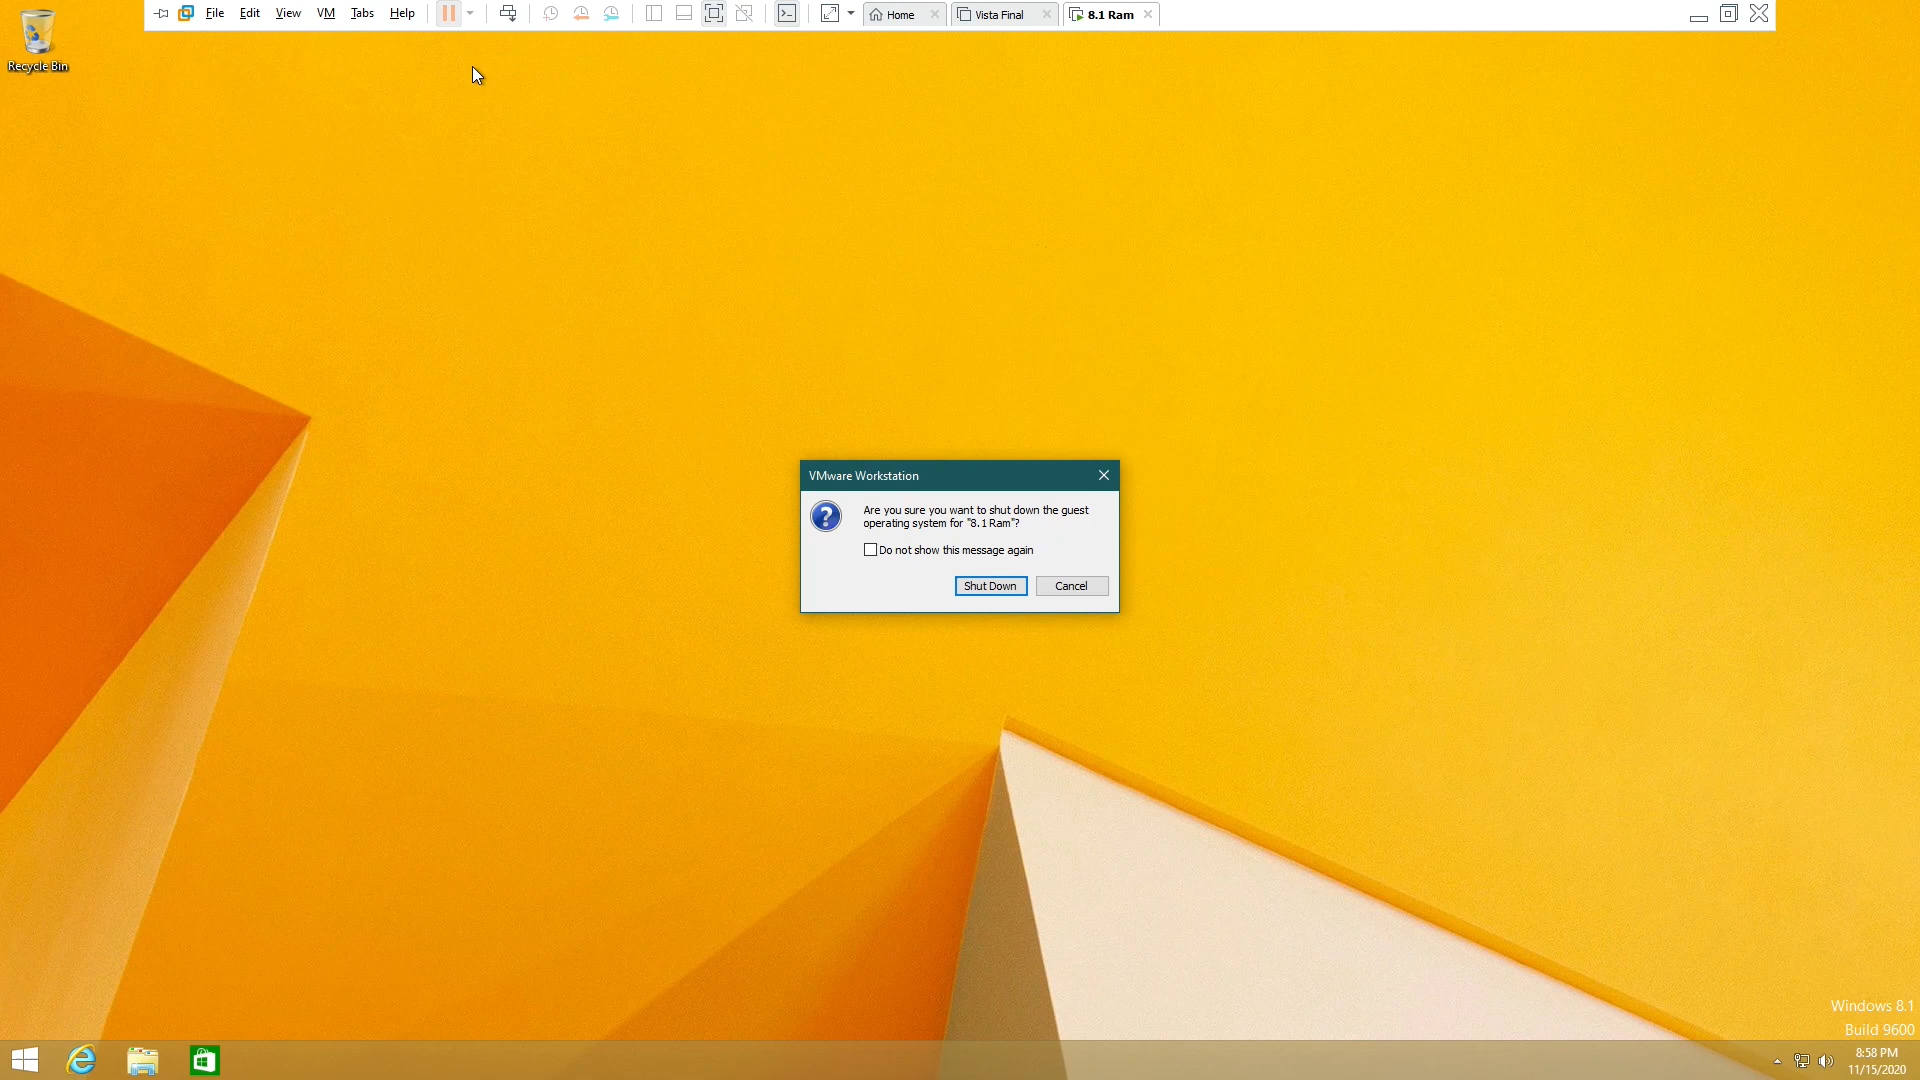 File Edit View VM Tabs Help Home Vista Final 8.1 Ram
Recycle Bin
VMware Workstation
Are you sure you want to shut down the guest
operating system for "8.1 Ram"?
Do not show this message again
Shut Down Cancel
Windows 8.1
Build 9600
8:58 PM
11/15/2020